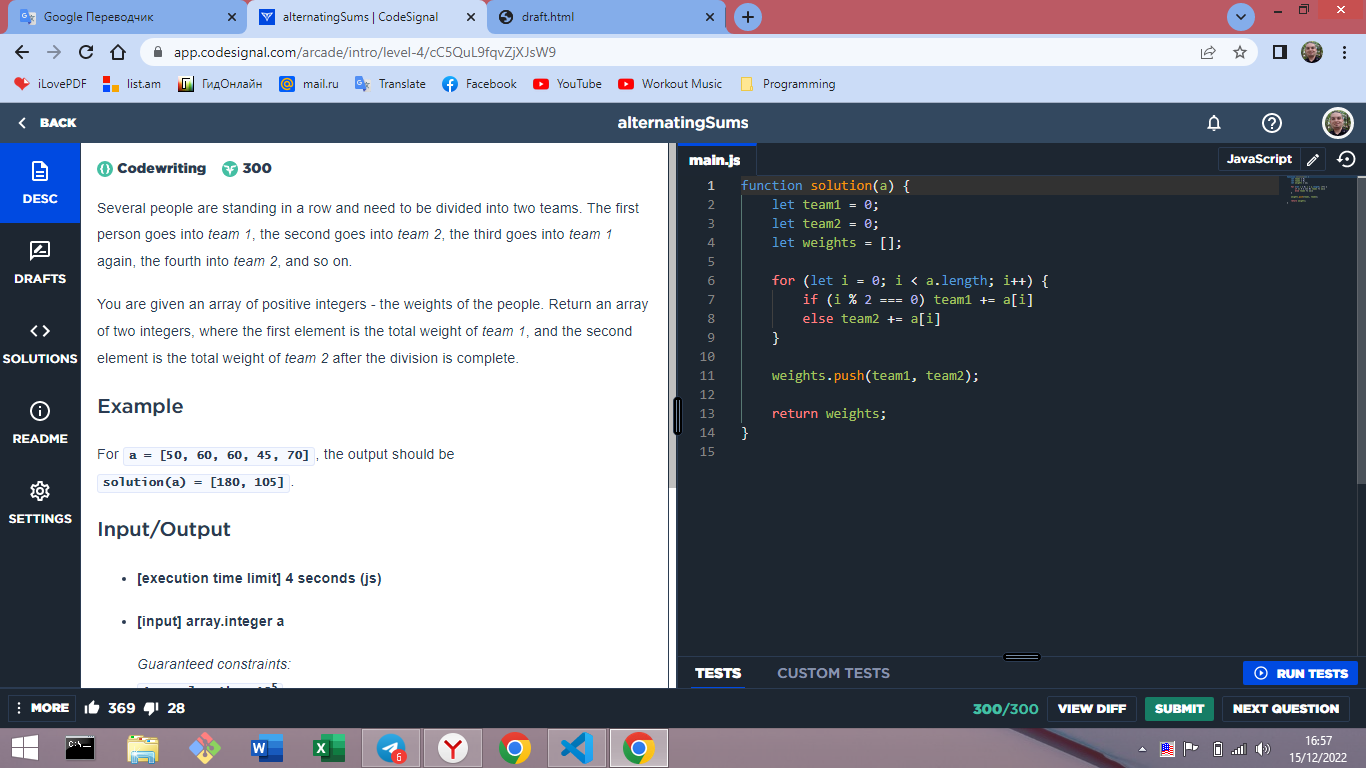 Google Переводчик
alternatingSums | CodeSignal
draft.html
app.codesignal.com/arcade/intro/level-4/cC5QuL9fqvZjXJsW9
iLovePDF
list.am
ГидОнлайн
mail.ru
Translate
Facebook
YouTube
Workout Music
Programming
BACK
alternatingSums
DESC
DRAFTS
SOLUTIONS
README
SETTINGS
Codewriting 300
Several people are standing in a row and need to be divided into two teams. The first
person goes into team 1, the second goes into team 2, the third goes into team 1
again, the fourth into team 2, and so on.
You are given an array of positive integers - the weights of the people. Return an array
of two integers, where the first element is the total weight of team 1, and the second
element is the total weight of team 2 after the division is complete.
Example
For a = [50, 60, 60, 45, 70], the output should be
solution(a) = [180, 105].
Input/Output
• [execution time limit] 4 seconds (js)
• [input] array.integer a
Guaranteed constraints:
main.js
JavaScript
1 function solution(a) {
2 let team1 = 0;
3 let team2 = 0;
4 let weights = [];
5
6 for (let i = 0; i < a.length; i++) {
7 if (i % 2 === 0) team1 += a[i]
8 else team2 += a[i]
9 }
10
11 weights.push(team1, team2);
12
13 return weights;
14 }
15
TESTS
CUSTOM TESTS
RUN TESTS
MORE
369
28
300/300
VIEW DIFF
SUBMIT
NEXT QUESTION
6
16:57
15/12/2022